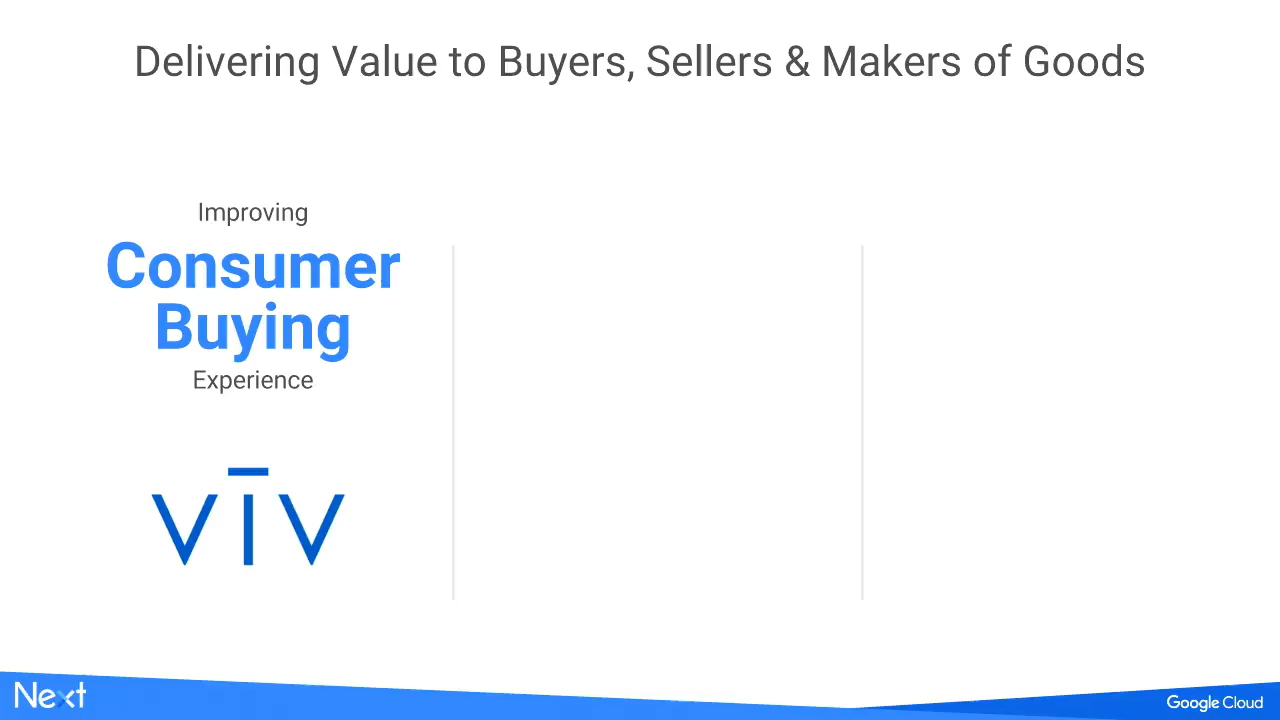 Delivering Value to Buyers, Sellers & Makers of Goods
Improving
Consumer
Buying
Experience
vīv
Next
Google Cloud